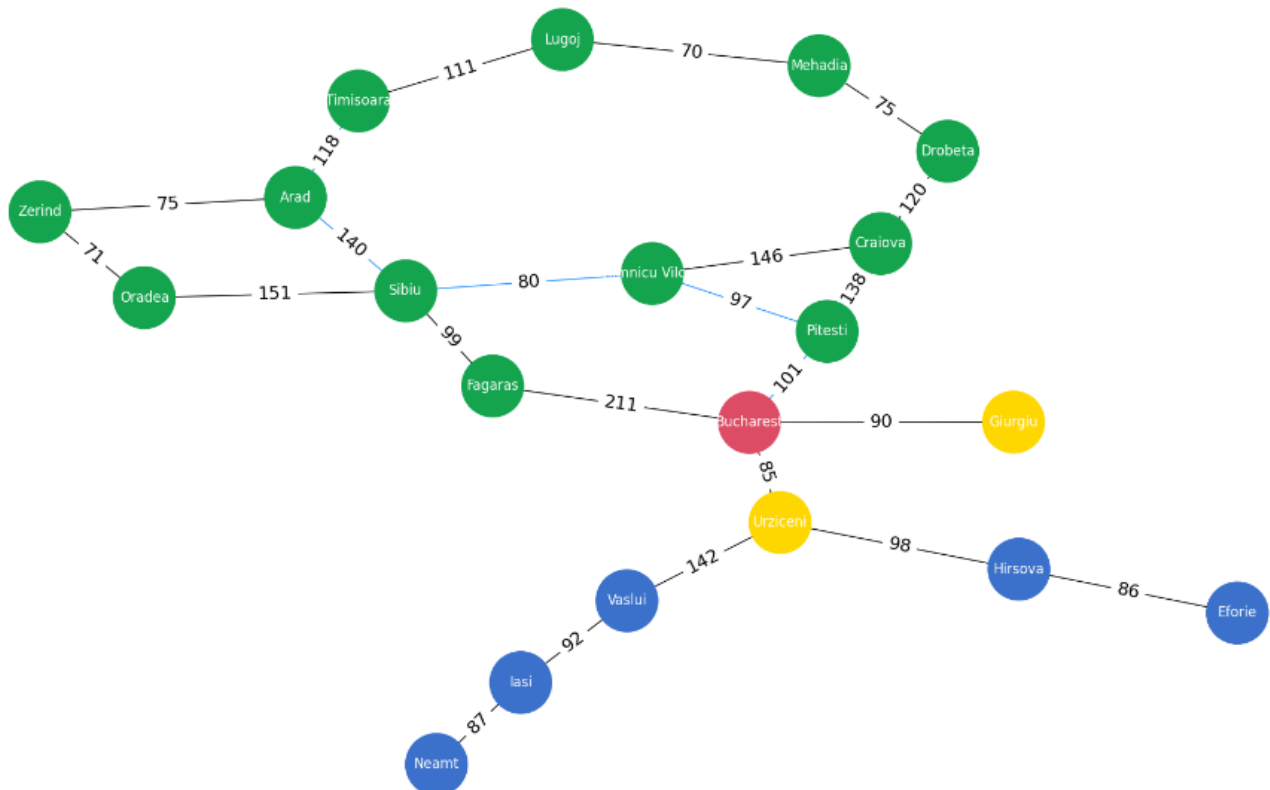 Lugoj
70
Mehadia
111
Timisoara
75
118
Drobeta
Arad
75
120
Zerind
Craiova
140
146
71
mnicu Vilc
80
138
Sibiu
151
Oradea
97
Pitesti
99
101
Fagaras
211
Bucharest
90
Giurgiu
85
Urziceni
98
142
Hirsova
86
Vaslui
Eforie
92
Iasi
87
Neamt